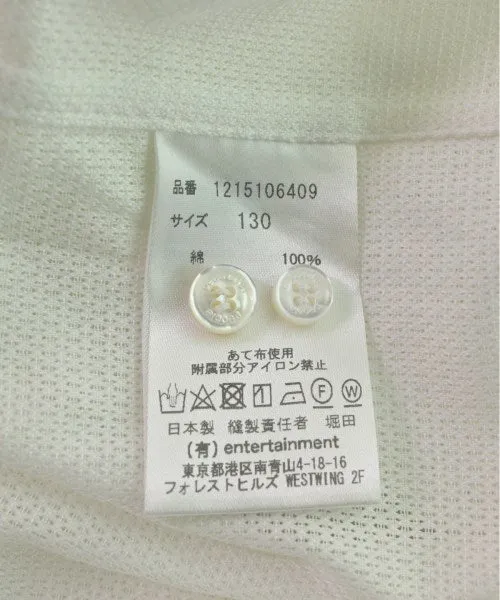 品番 1215106409
サイズ 130
綿 100%
あて布使用
附属部分アイロン禁止
F W
日本製 縫製責任者 堀田
(有) entertainment
東京都港区南青山4-18-16
フォレストヒルズ WESTWING 2F